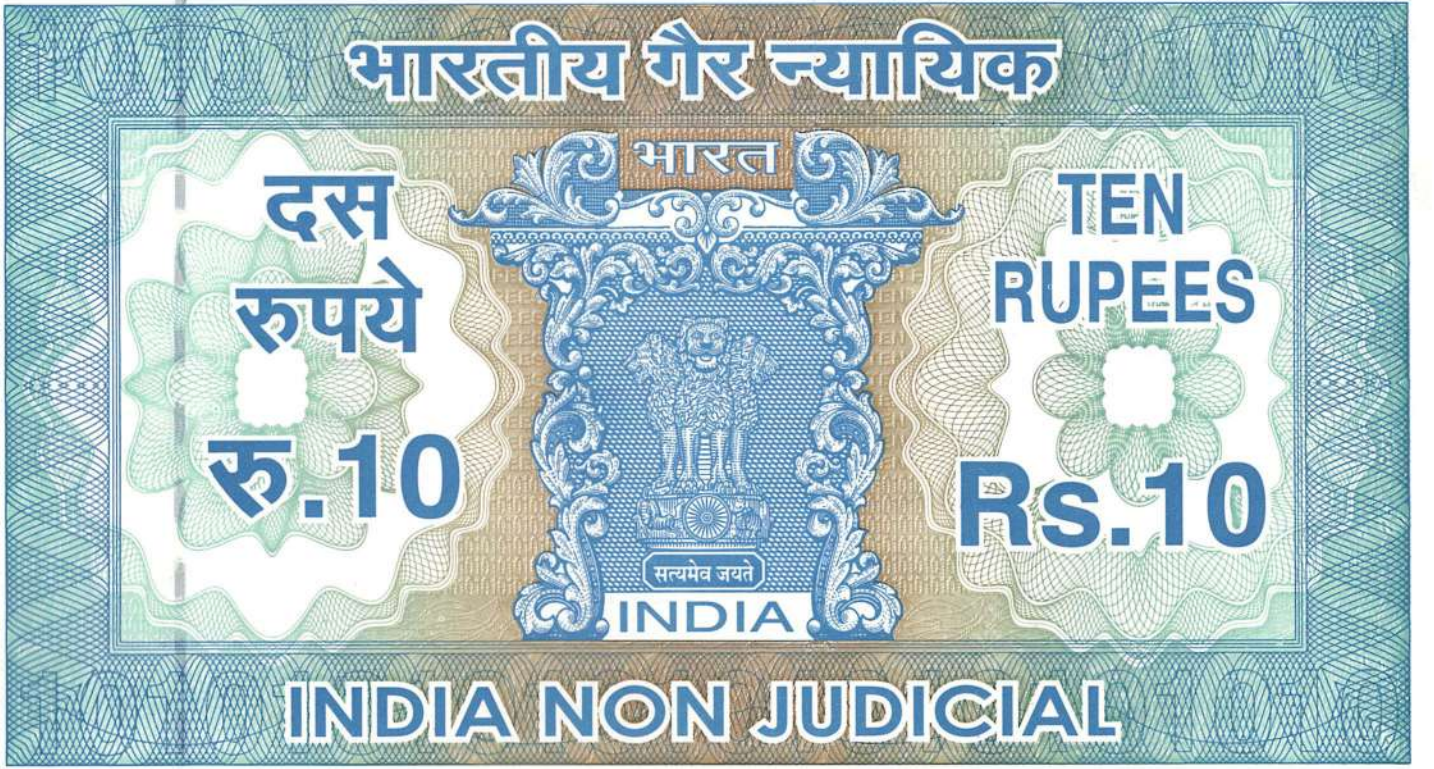 भारतीय गैर न्यायिक
भारत
दस
रुपये
रु.10
TEN
RUPEES
Rs.10
सत्यमेव जयते
INDIA
INDIA NON JUDICIAL